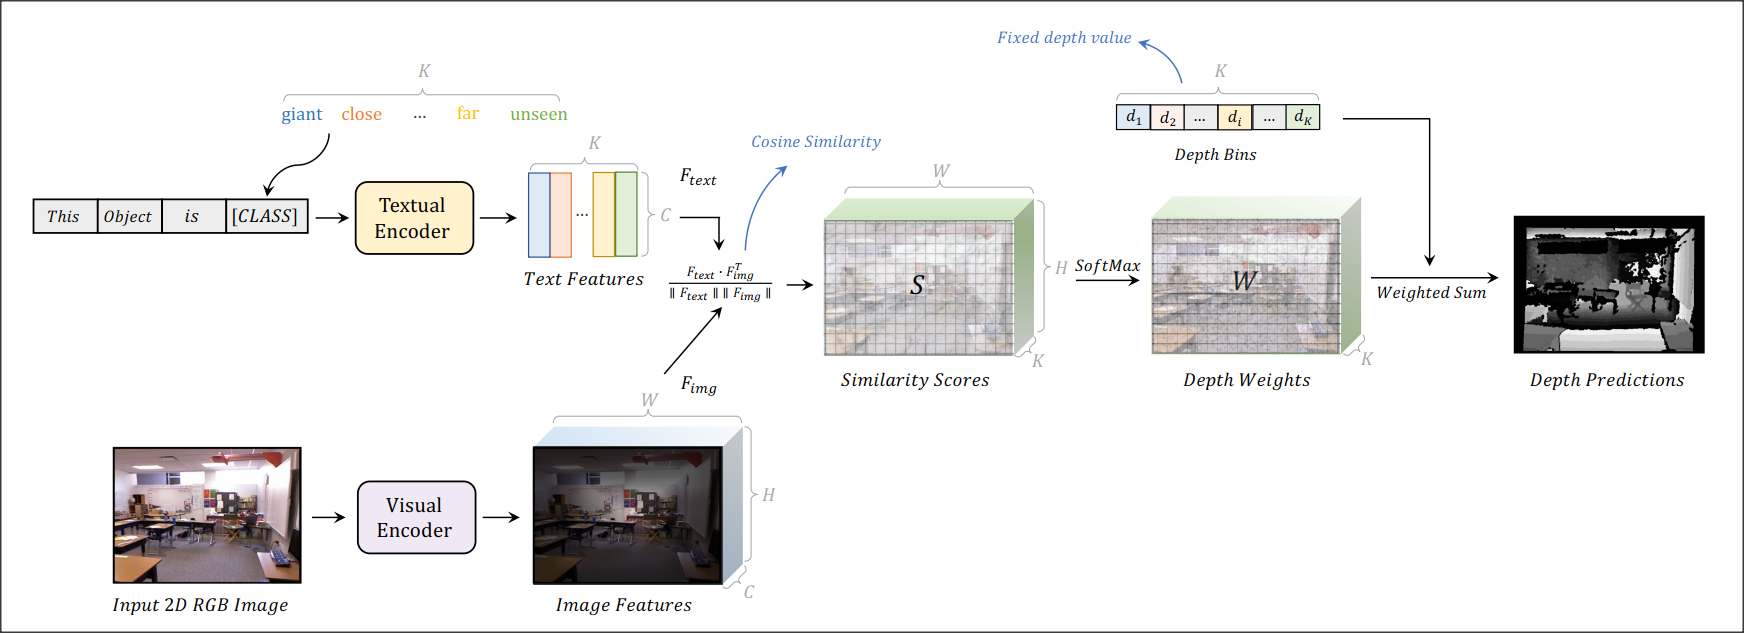 Fixed depth value
K
K
giant close ... far unseen
d1 d2 ... di ... dK
Depth Bins
Cosine Similarity
K
This Object is [CLASS]
Textual
Encoder
...
C
Text Features
Ftext
Ftext · F^T_img
‖ Ftext ‖‖ Fimg ‖
W
S
H
K
Similarity Scores
SoftMax
W
K
Depth Weights
Weighted Sum
Depth Predictions
Fimg
W
H
C
Visual
Encoder
Input 2D RGB Image
Image Features